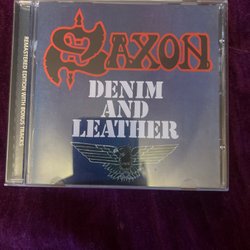 SAXON
DENIM
AND
LEATHER
REMASTERED EDITION WITH BONUS TRACKS